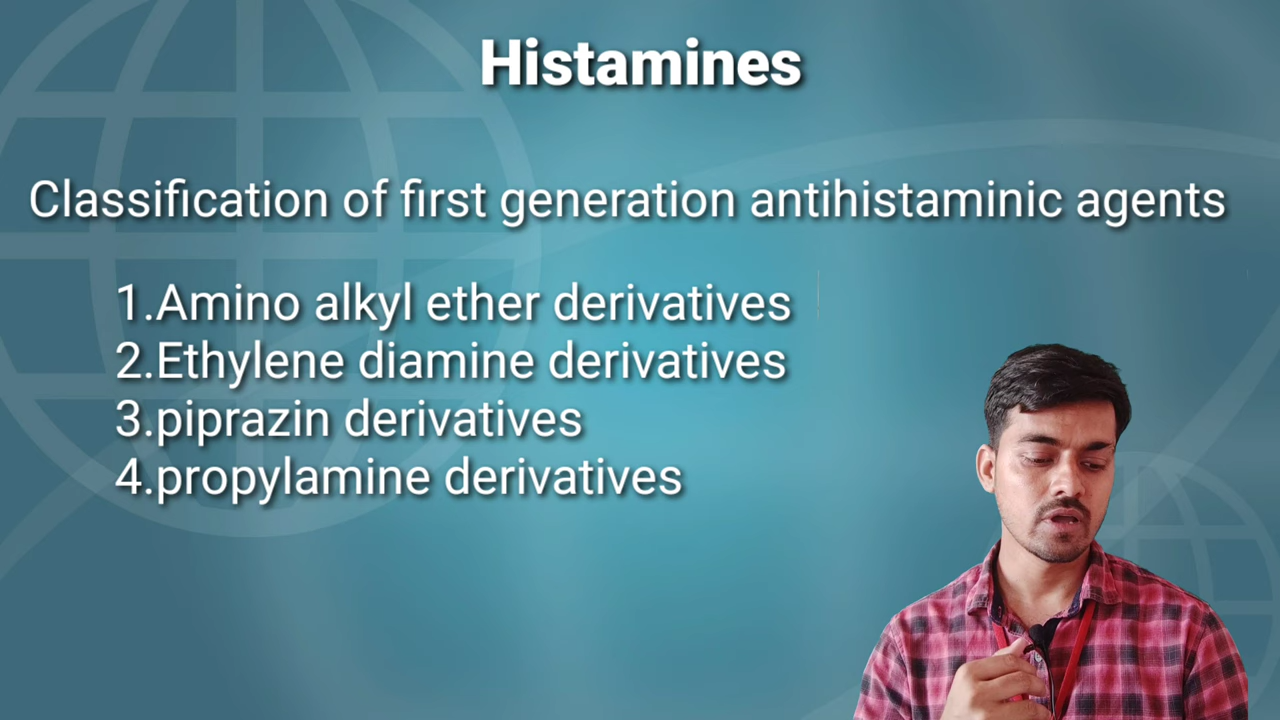 Histamines
Classification of first generation antihistaminic agents
1.Amino alkyl ether derivatives
2.Ethylene diamine derivatives
3.piprazin derivatives
4.propylamine derivatives